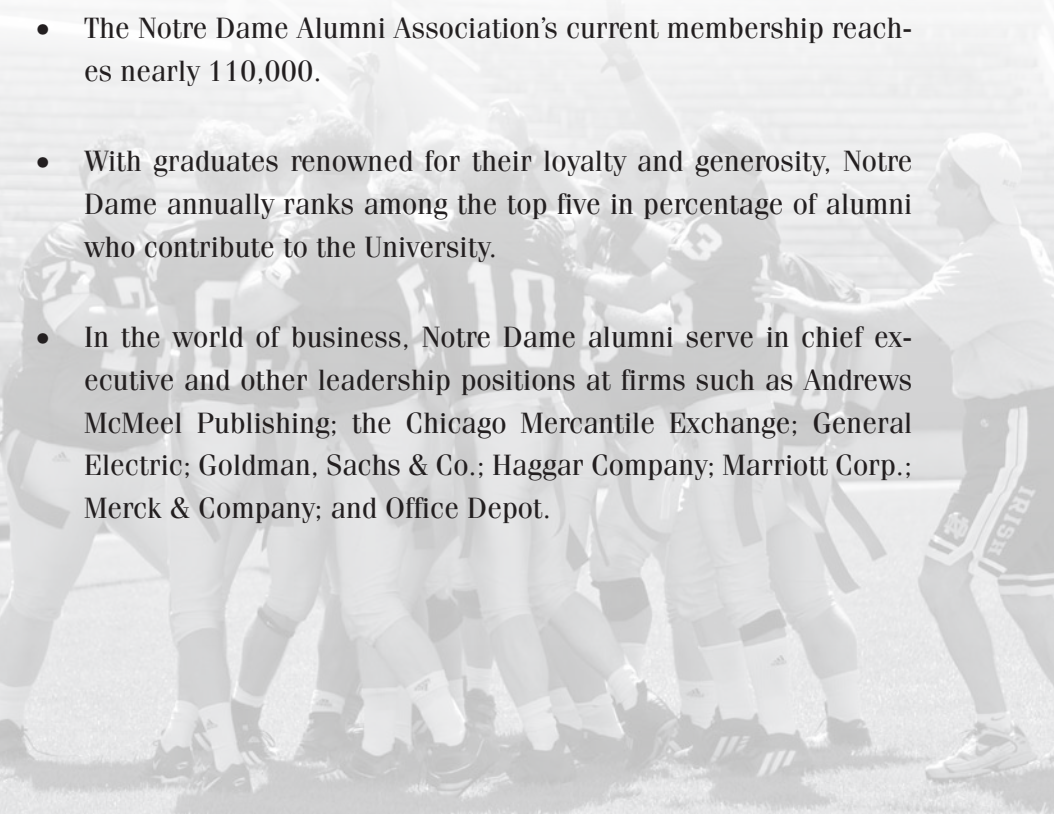 • The Notre Dame Alumni Association's current membership reach-
es nearly 110,000.
• With graduates renowned for their loyalty and generosity, Notre
Dame annually ranks among the top five in percentage of alumni
who contribute to the University.
• In the world of business, Notre Dame alumni serve in chief ex-
ecutive and other leadership positions at firms such as Andrews
McMeel Publishing; the Chicago Mercantile Exchange; General
Electric; Goldman, Sachs & Co.; Haggar Company; Marriott Corp.;
Merck & Company; and Office Depot.
77
10
3
IRISH